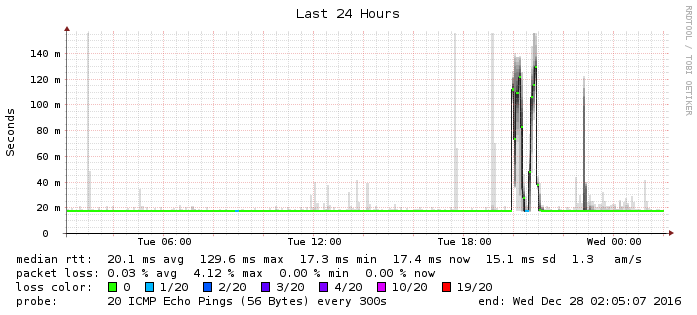 Last 24 Hours
RRDTOOL / TOBI OETIKER
Seconds
140 m
120 m
100 m
80 m
60 m
40 m
20 m
0
Tue 06:00 Tue 12:00 Tue 18:00 Wed 00:00
median rtt: 20.1 ms avg 129.6 ms max 17.3 ms min 17.4 ms now 15.1 ms sd 1.3 am/s
packet loss: 0.03 % avg 4.12 % max 0.00 % min 0.00 % now
loss color: 0 1/20 2/20 3/20 4/20 10/20 19/20
probe: 20 ICMP Echo Pings (56 Bytes) every 300s end: Wed Dec 28 02:05:07 2016